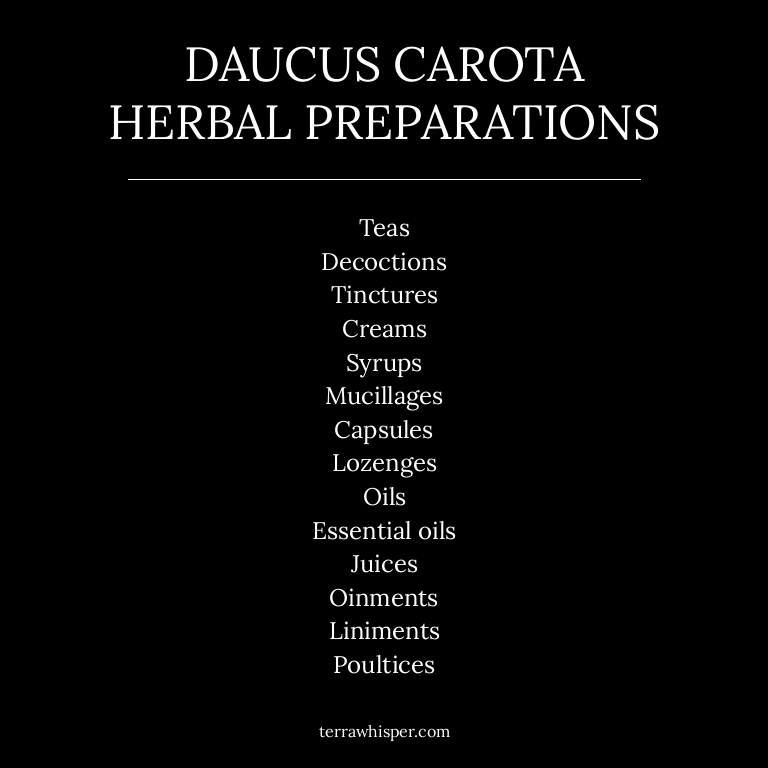 DAUCUS CAROTA
HERBAL PREPARATIONS
Teas
Decoctions
Tinctures
Creams
Syrups
Mucillages
Capsules
Lozenges
Oils
Essential oils
Juices
Oinments
Liniments
Poultices
terrawhisper.com